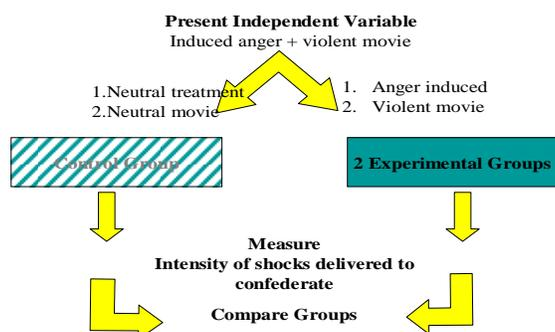 Present Independent Variable
Induced anger + violent movie
1.Neutral treatment
2.Neutral movie
1. Anger induced
2. Violent movie
Control Group
2 Experimental Groups
Measure
Intensity of shocks delivered to
confederate
Compare Groups